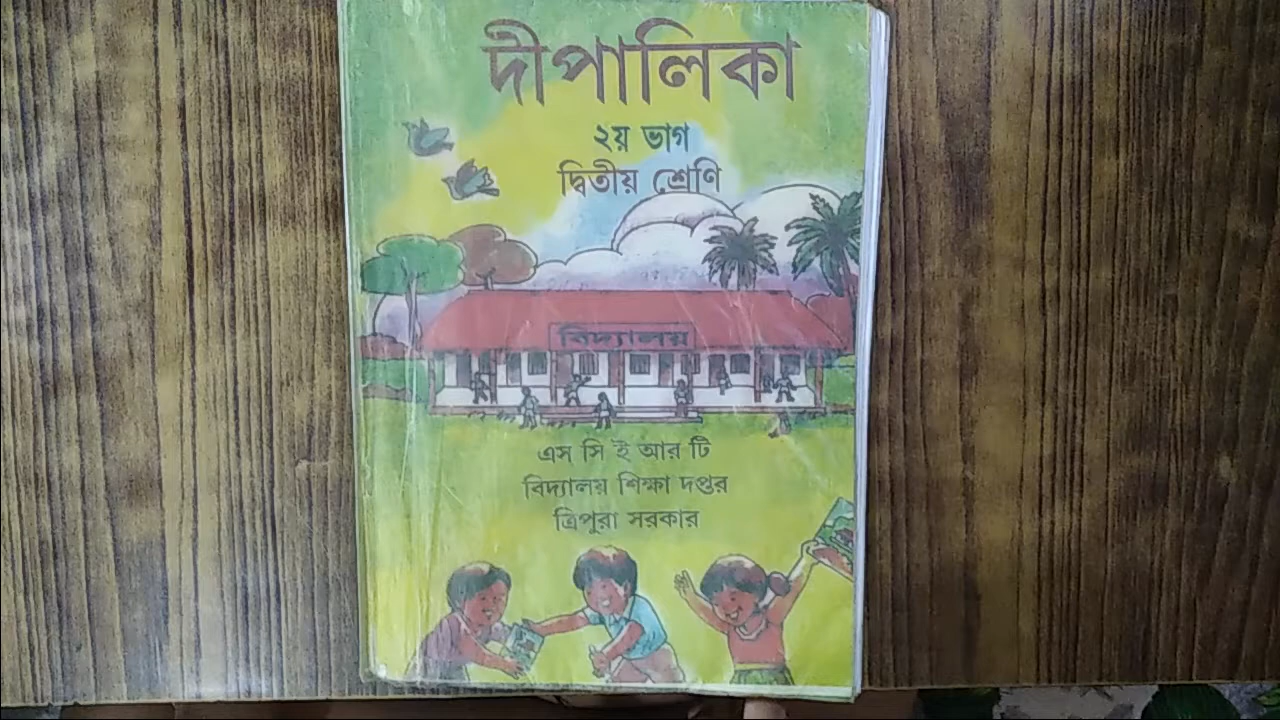 দীপালিকা
২য় ভাগ
দ্বিতীয় শ্রেণি
বিদ্যালয়
এস সি ই আর টি
বিদ্যালয় শিক্ষা দপ্তর
ত্রিপুরা সরকার